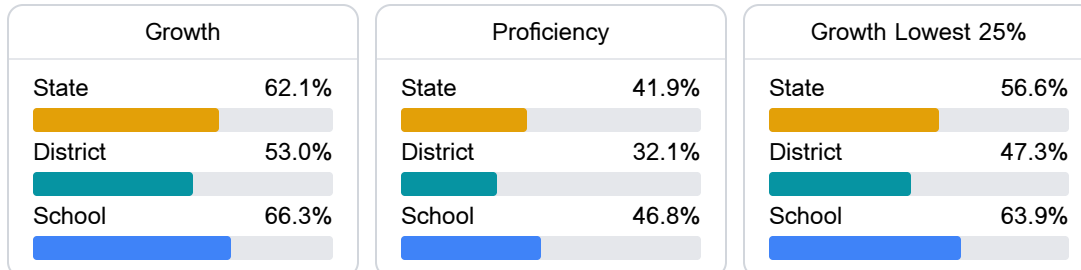 Growth
State 62.1%
District 53.0%
School 66.3%
Proficiency
State 41.9%
District 32.1%
School 46.8%
Growth Lowest 25%
State 56.6%
District 47.3%
School 63.9%